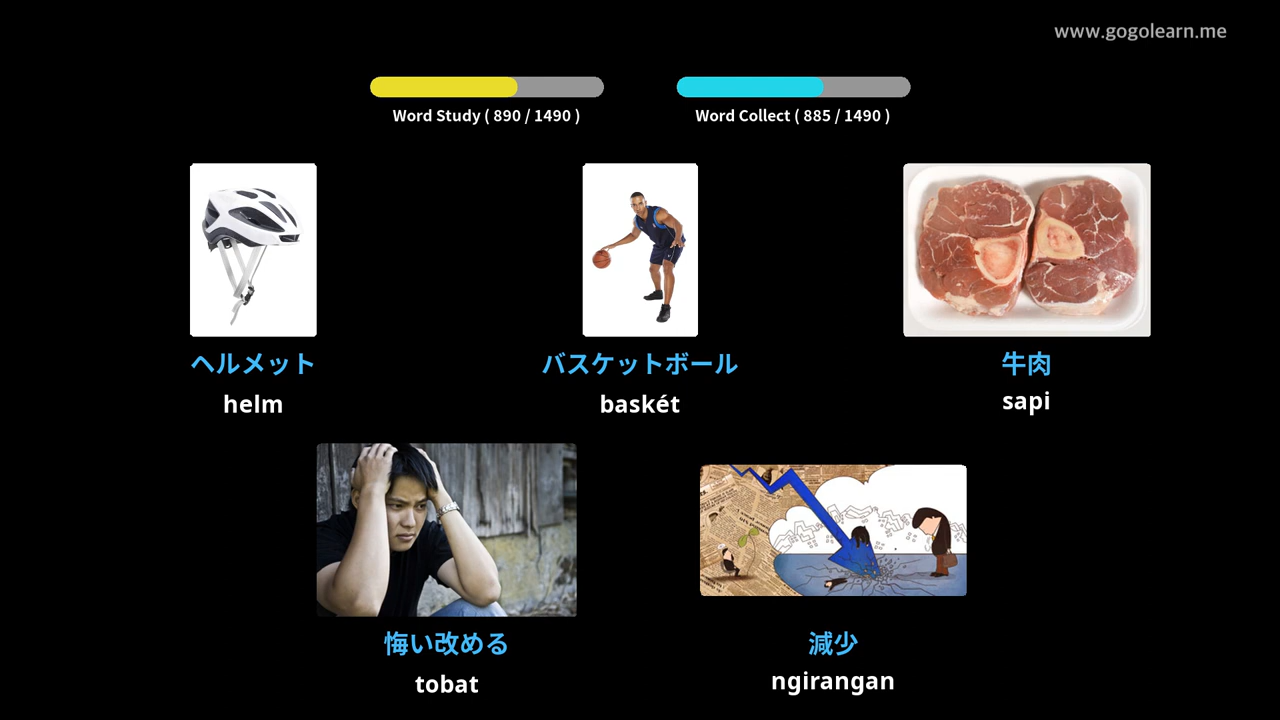 www.gogolearn.me
Word Study ( 890 / 1490 )
Word Collect ( 885 / 1490 )
ヘルメット
helm
バスケットボール
baskét
牛肉
sapi
悔い改める
tobat
減少
ngirangan